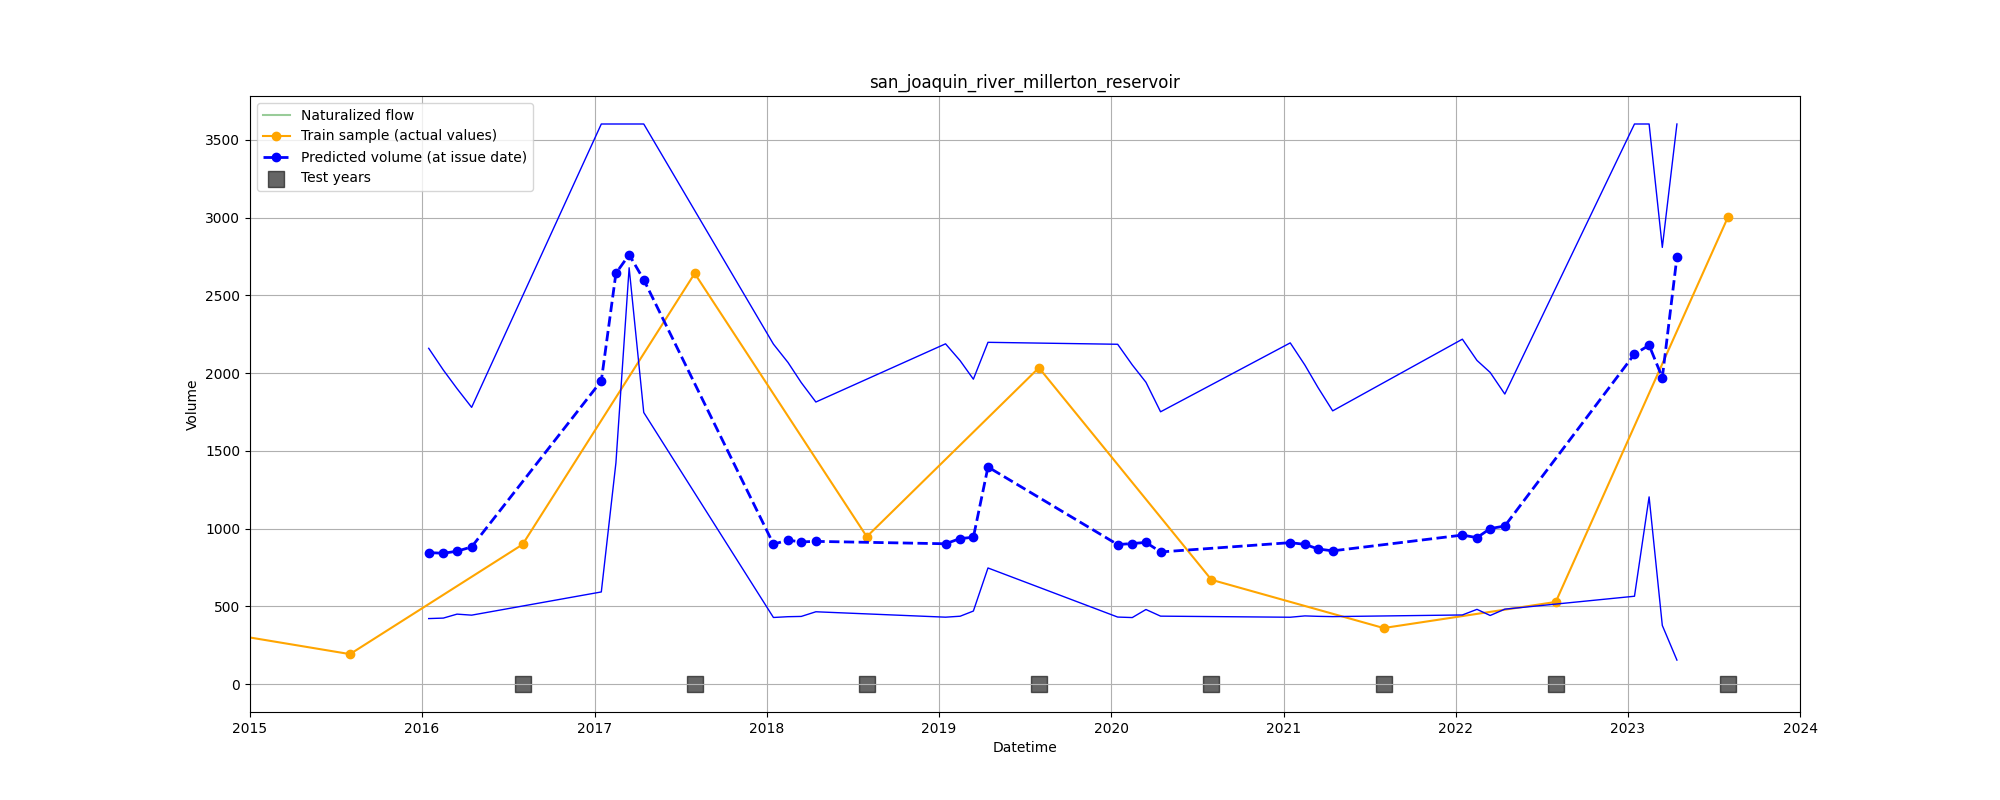 san_joaquin_river_millerton_reservoir
Naturalized flow
Train sample (actual values)
Predicted volume (at issue date)
Test years
3500
3000
2500
2000
1500
1000
500
0
Volume
2015 2016 2017 2018 2019 2020 2021 2022 2023 2024
Datetime